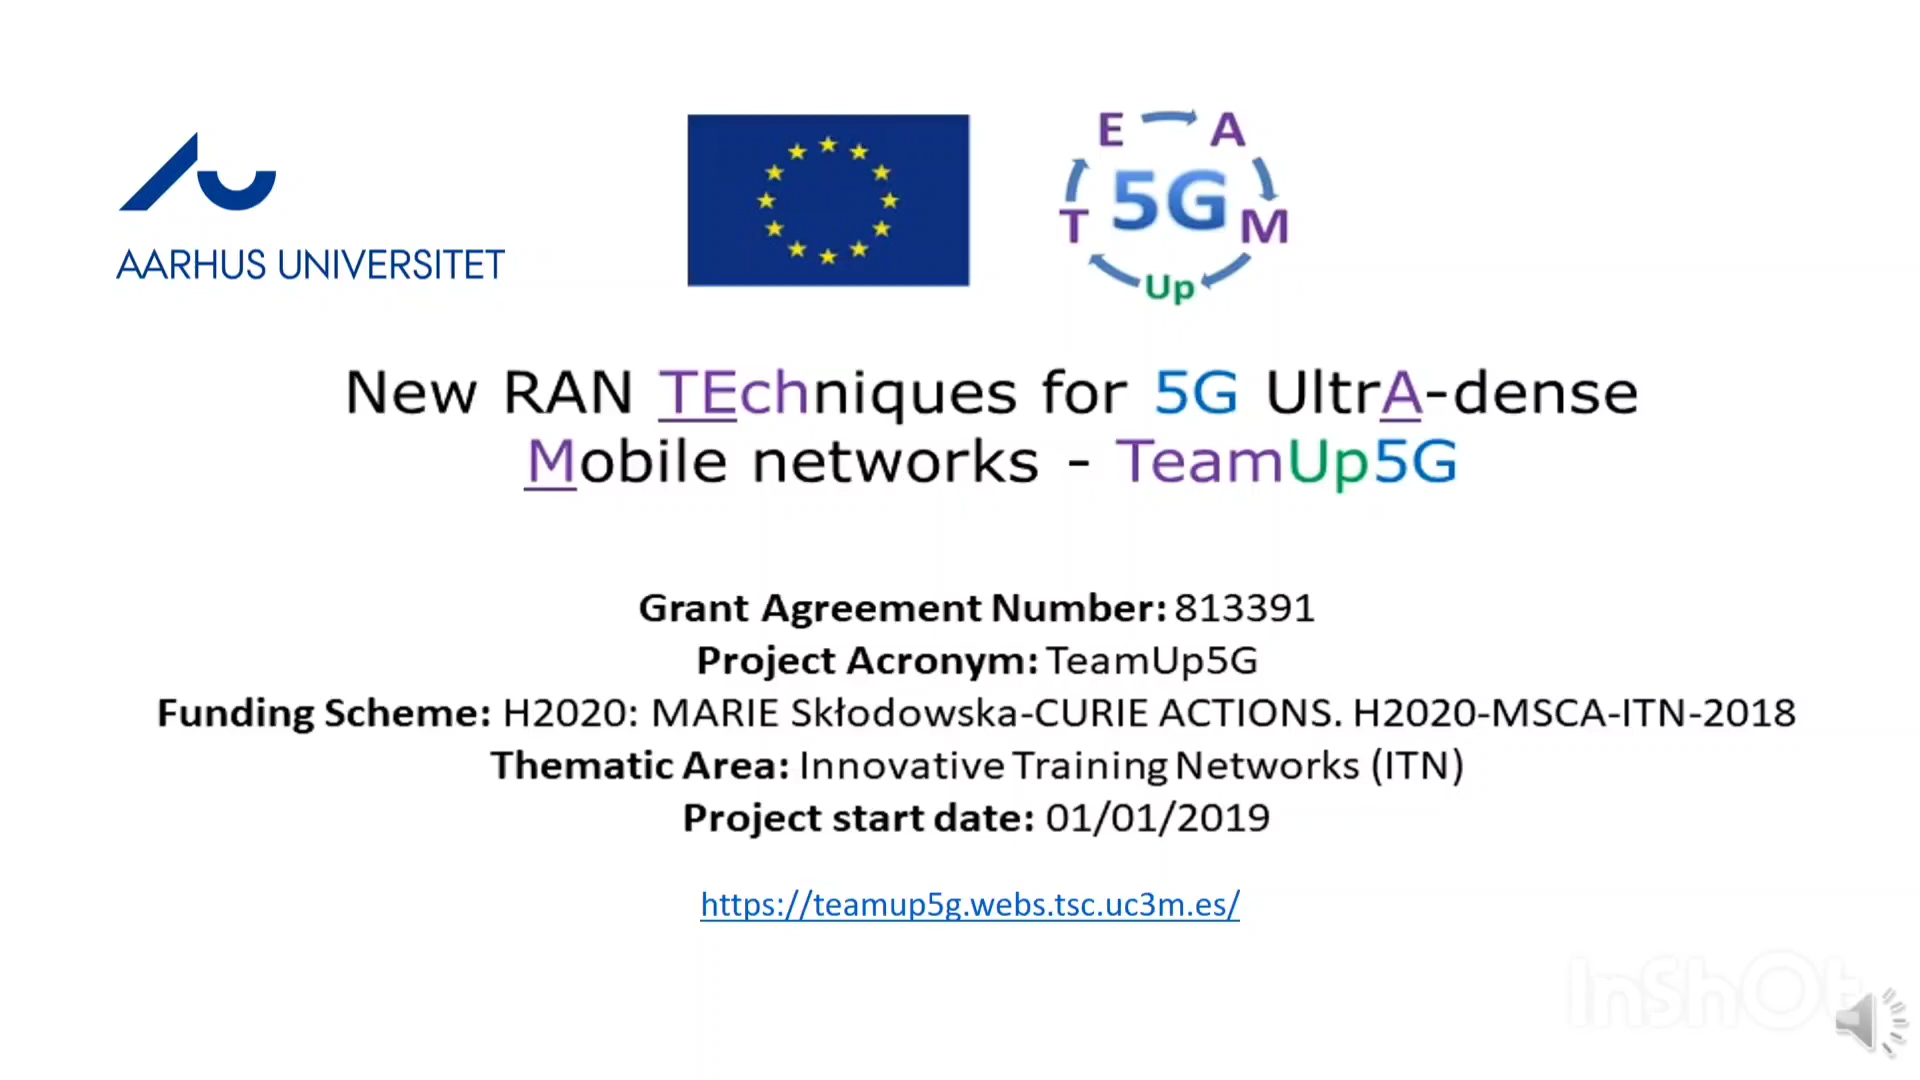 AARHUS UNIVERSITET
E A
5G
T M
Up
New RAN TEchniques for 5G UltrA-dense
Mobile networks - TeamUp5G
Grant Agreement Number: 813391
Project Acronym: TeamUp5G
Funding Scheme: H2020: MARIE Skłodowska-CURIE ACTIONS. H2020-MSCA-ITN-2018
Thematic Area: Innovative Training Networks (ITN)
Project start date: 01/01/2019
https://teamup5g.webs.tsc.uc3m.es/
InShOt